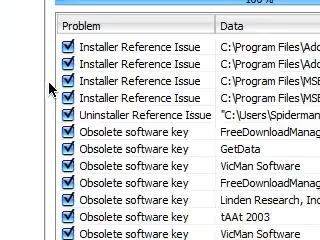 100 %
Problem Data
Installer Reference Issue C:\Program Files\Ado
Installer Reference Issue C:\Program Files\Ado
Installer Reference Issue C:\Program Files\MSE
Installer Reference Issue C:\Program Files\MSE
Uninstaller Reference Issue "C:\Users\Spiderman
Obsolete software key FreeDownloadManag
Obsolete software key GetData
Obsolete software key VicMan Software
Obsolete software key FreeDownloadManag
Obsolete software key Linden Research, Inc
Obsolete software key tAAt 2003
Obsolete software key VicMan Software